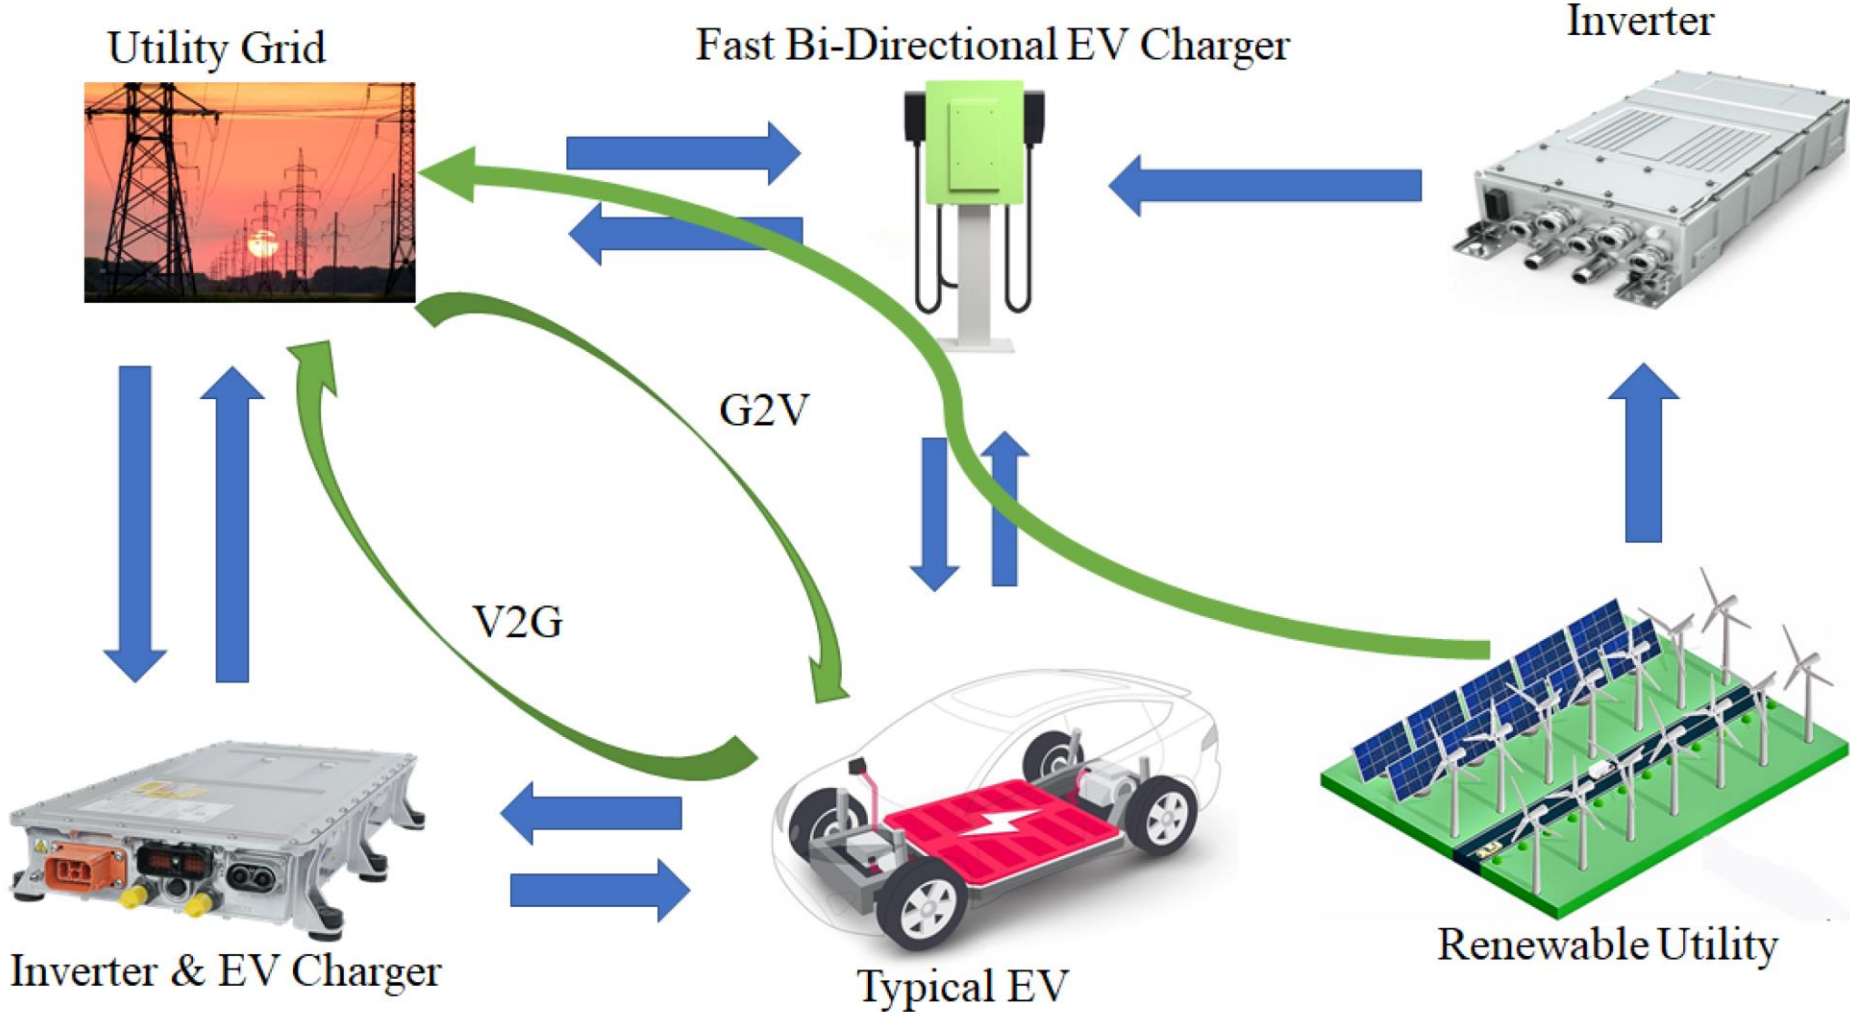 Utility Grid
Fast Bi-Directional EV Charger
Inverter
G2V
V2G
Inverter & EV Charger
Typical EV
Renewable Utility